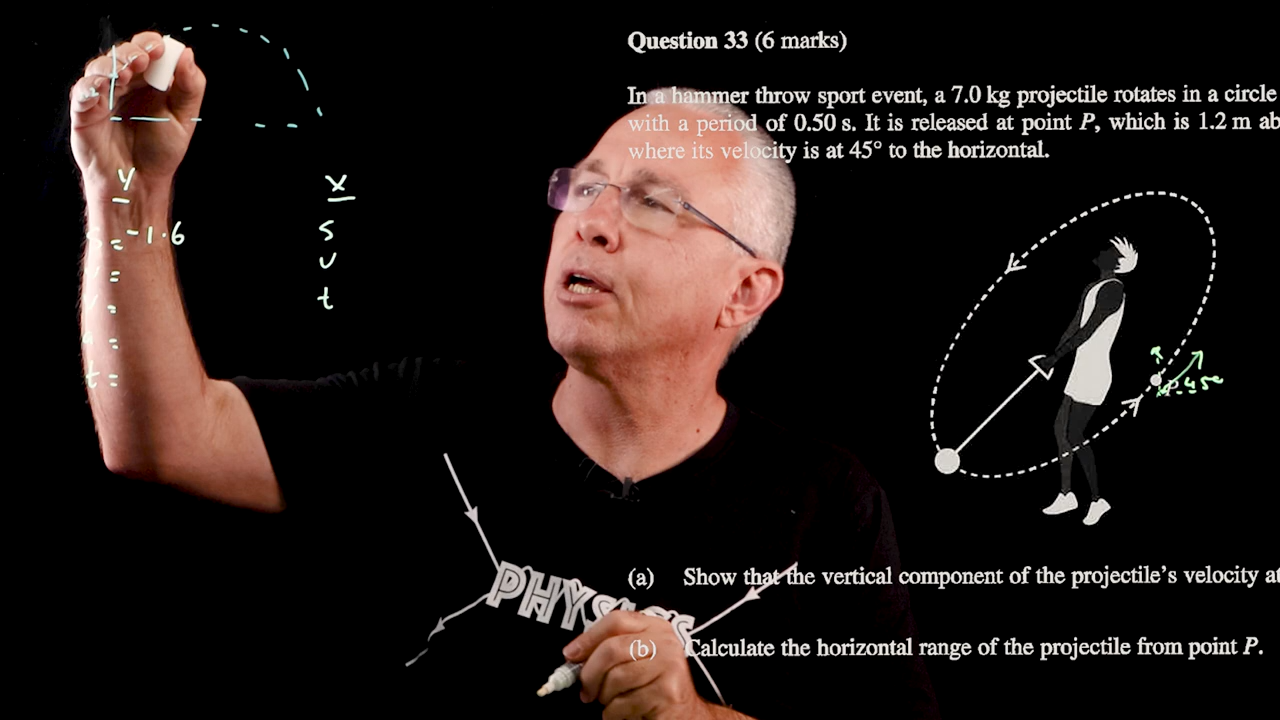 Question 33 (6 marks)
In a hammer throw sport event, a 7.0 kg projectile rotates in a circle
with a period of 0.50 s. It is released at point P, which is 1.2 m ab
where its velocity is at 45° to the horizontal.
P 45°
Y
s = -1.6
=
v =
a =
t =
X
s
v
t
PHYSICS
(a) Show that the vertical component of the projectile's velocity at
(b) Calculate the horizontal range of the projectile from point P.